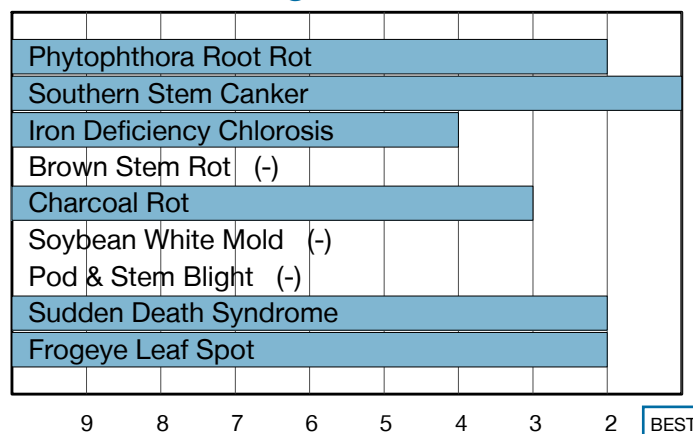 Phytophthora Root Rot
Southern Stem Canker
Iron Deficiency Chlorosis
Brown Stem Rot (-)
Charcoal Rot
Soybean White Mold (-)
Pod & Stem Blight (-)
Sudden Death Syndrome
Frogeye Leaf Spot
9 8 7 6 5 4 3 2 BEST